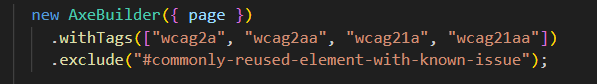 new AxeBuilder({ page })
.withTags(["wcag2a", "wcag2aa", "wcag21a", "wcag21aa"])
.exclude("#commonly-reused-element-with-known-issue");